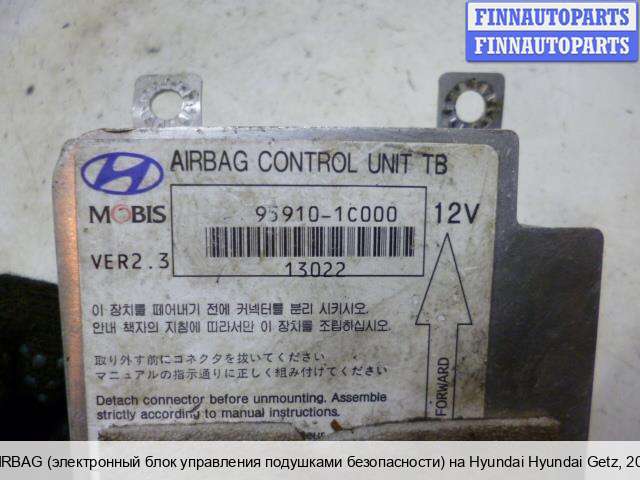 FINNAUTOPARTS
FINNAUTOPARTS
AIRBAG CONTROL UNIT TB
MOBIS
95910-1C000
12V
VER2.3
13022
이 장치를 떼어내기 전에 커넥터를 분리 시키시오.
안내 책자의 지침에 따라서만 이 장치를 조립하십시오.
取り外す前にコネクタを抜いてください
マニュアルの指示通りに正しく組み付けてください
FORWARD
Detach connector before unmounting. Assemble
strictly according to manual instructions.
IRBAG (электронный блок управления подушками безопасности) на Hyundai Hyundai Getz, 20